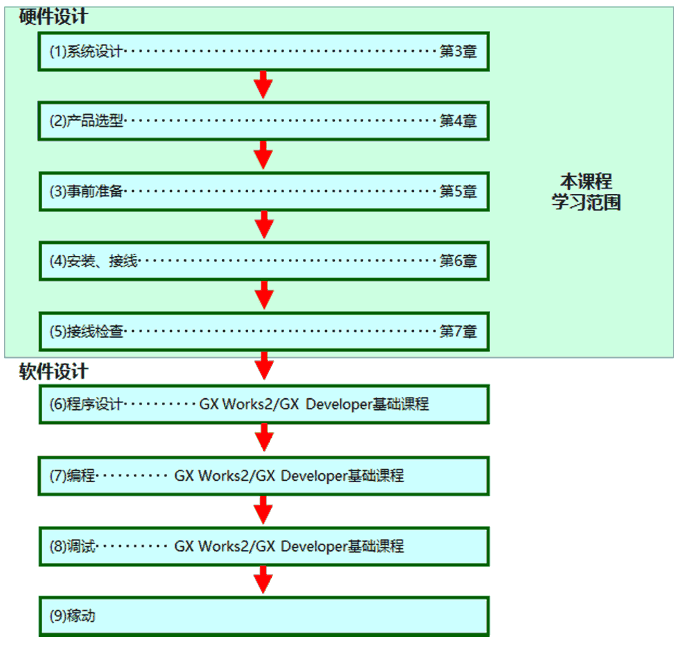 硬件设计
(1)系统设计·········································第3章
(2)产品选型·········································第4章
(3)事前准备·········································第5章
本课程
学习范围
(4)安装、接线·······································第6章
(5)接线检查·········································第7章
软件设计
(6)程序设计··········GX Works2/GX Developer基础课程
(7)编程·········· GX Works2/GX Developer基础课程
(8)调试·········· GX Works2/GX Developer基础课程
(9)稼动